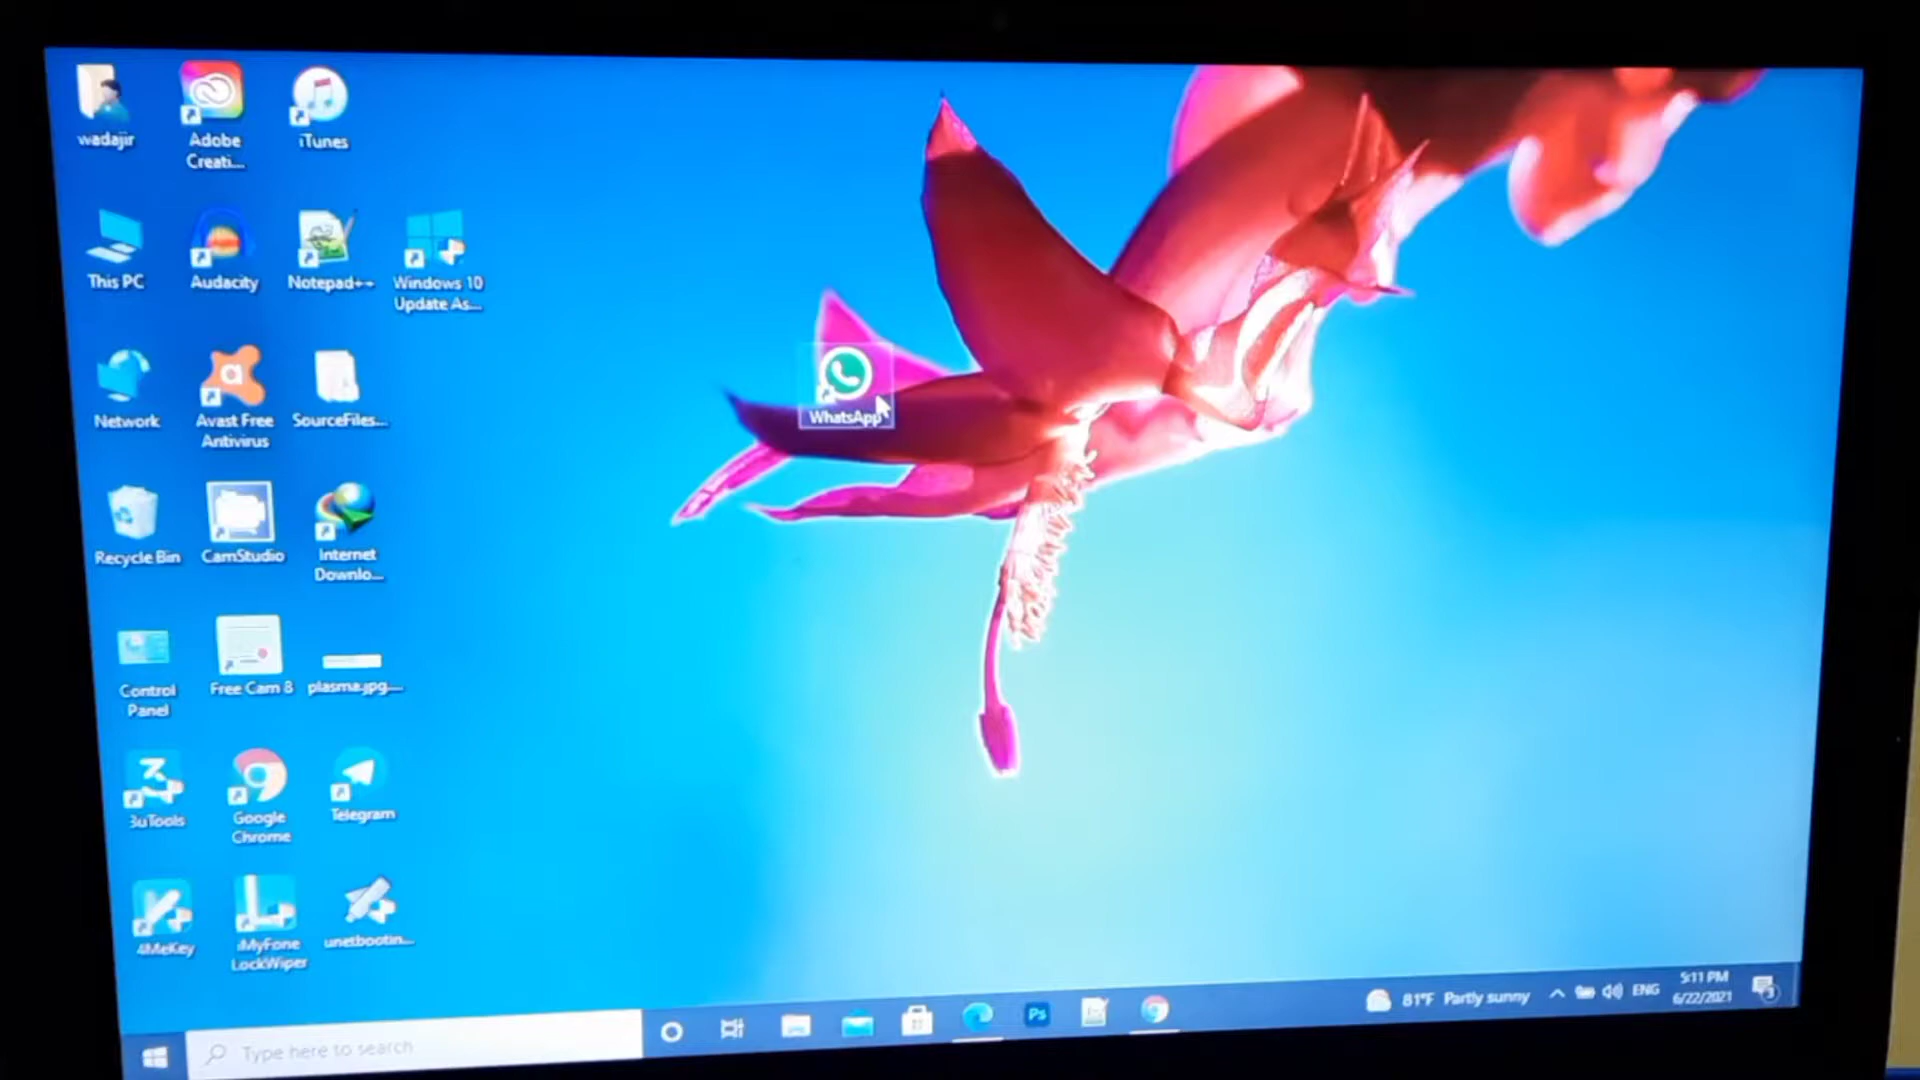 wadajir
Adobe
Creati...
iTunes
This PC
Audacity
Notepad++
Windows 10
Update As...
Network
Avast Free
Antivirus
SourceFiles...
WhatsApp
Recycle Bin
CamStudio
Internet
Downlo...
Control
Panel
Free Cam 8
plasma.jpg....
3uTools
Google
Chrome
Telegram
4MeKey
iMyFone
LockWiper
unetbootin...
Type here to search
Ps
81°F Partly sunny
ENG
5:11 PM
6/22/2021
3